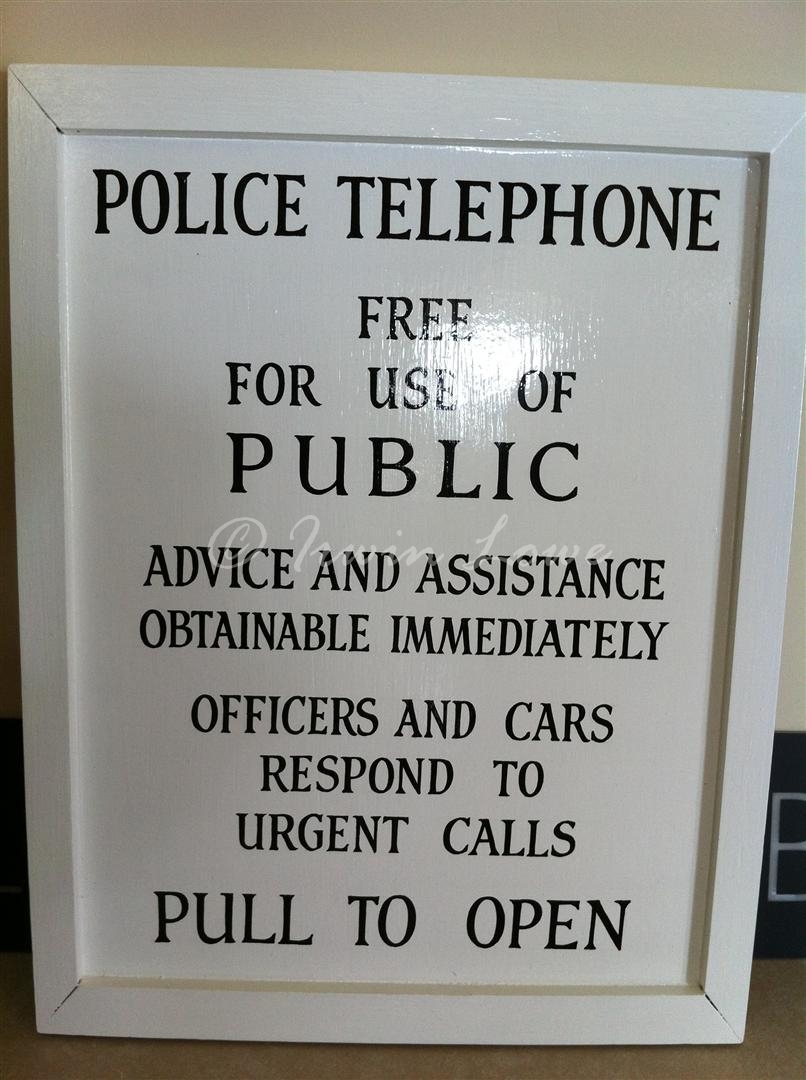 POLICE TELEPHONE
FREE
FOR USE OF
PUBLIC
© Irwin Lowe
ADVICE AND ASSISTANCE
OBTAINABLE IMMEDIATELY
OFFICERS AND CARS
RESPOND TO
URGENT CALLS
PULL TO OPEN